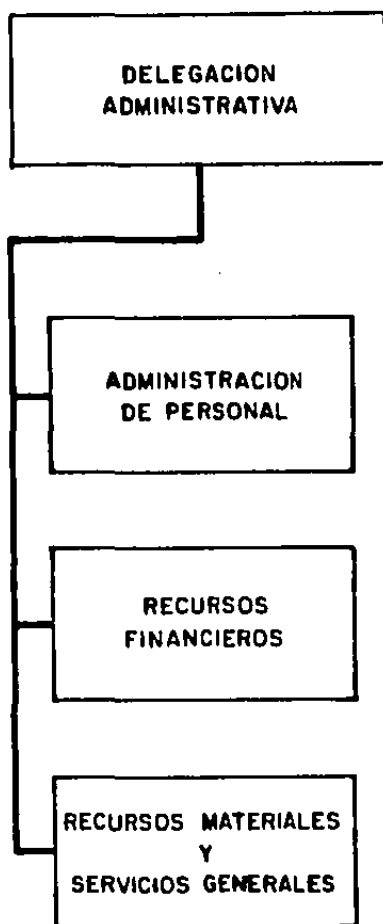 DELEGACION
ADMINISTRATIVA
ADMINISTRACION
DE PERSONAL
RECURSOS
FINANCIEROS
RECURSOS MATERIALES
Y
SERVICIOS GENERALES